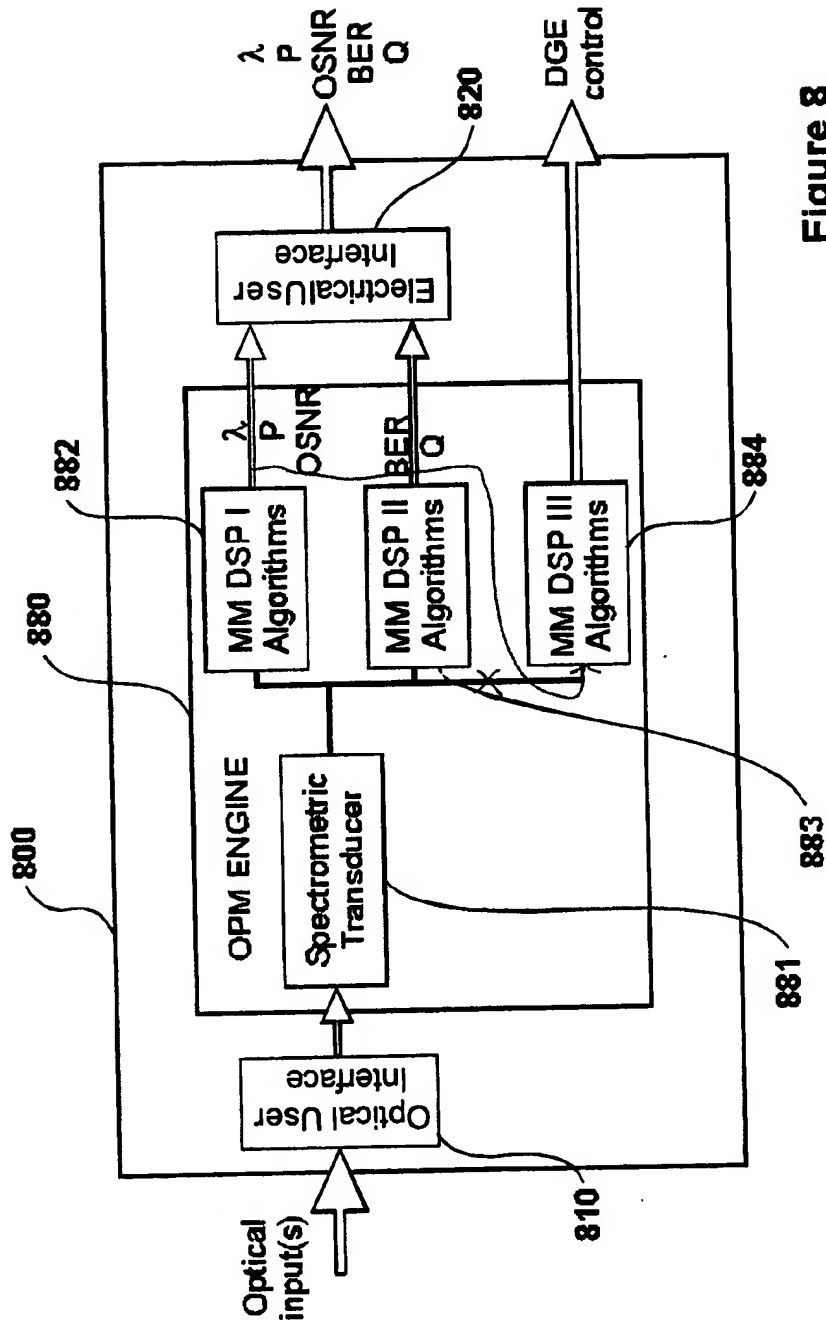 800
880
882
λ
P
OSNR
BER
Q
OPM ENGINE
MM DSP I
Algorithms
λ
P
OSNR
Electrical User
Interface
820
Optical
input(s)
Optical User
Interface
Spectrometric
Transducer
MM DSP II
Algorithms
BER
Q
MM DSP III
Algorithms
DGE
control
810
881
883
884
Figure 8